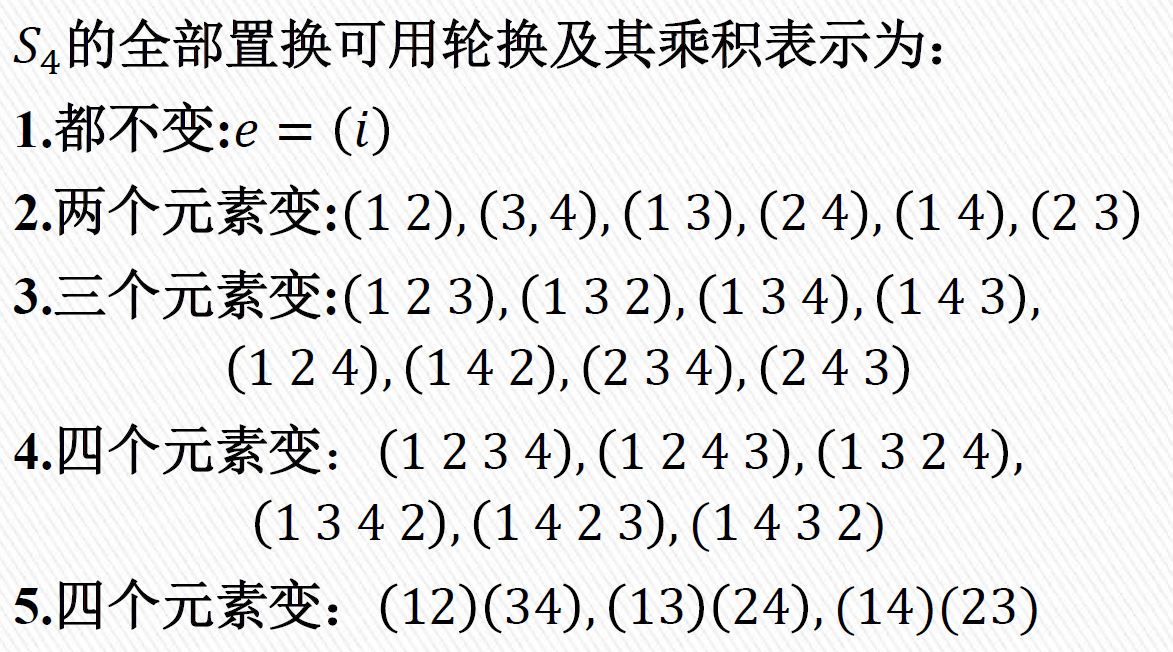 S₄的全部置换可用轮换及其乘积表示为：
1.都不变:e = (i)
2.两个元素变:(1 2), (3, 4), (1 3), (2 4), (1 4), (2 3)
3.三个元素变:(1 2 3), (1 3 2), (1 3 4), (1 4 3),
(1 2 4), (1 4 2), (2 3 4), (2 4 3)
4.四个元素变：(1 2 3 4), (1 2 4 3), (1 3 2 4),
(1 3 4 2), (1 4 2 3), (1 4 3 2)
5.四个元素变：(12)(34), (13)(24), (14)(23)